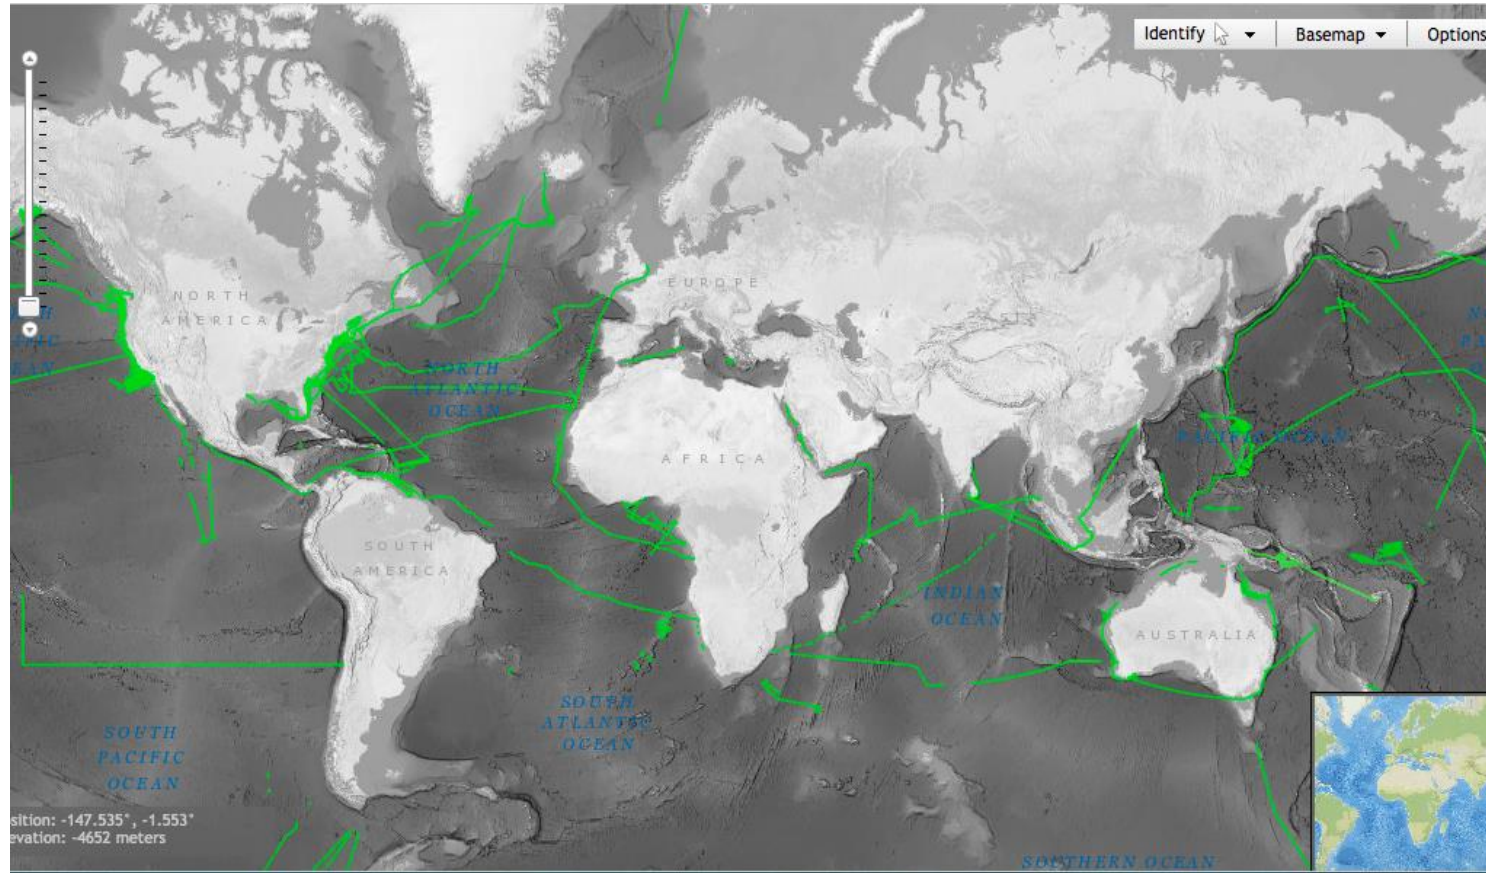 Identify
Basemap
Options
NORTH
AMERICA
EUROPE
NORTH
ATLANTIC
OCEAN
AFRICA
PACIFIC OCEAN
SOUTH
AMERICA
INDIAN
OCEAN
AUSTRALIA
SOUTH
ATLANTIC
OCEAN
SOUTH
PACIFIC
OCEAN
sition: -147.535°, -1.553°
evation: -4652 meters
SOUTHERN OCEAN